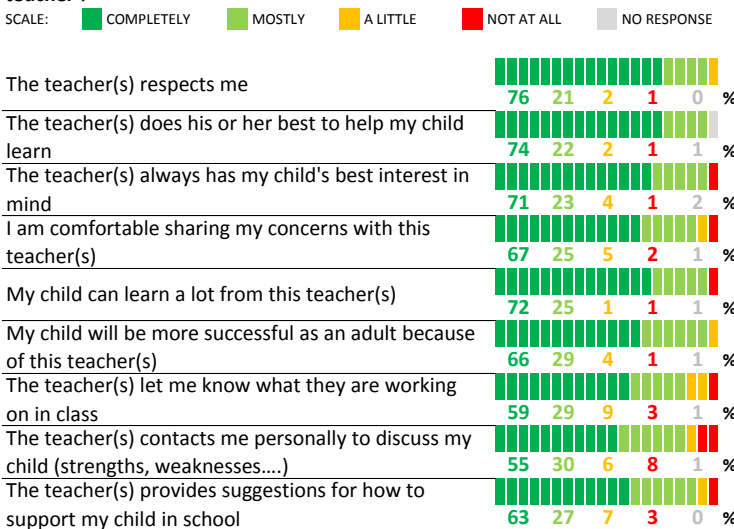 SCALE: COMPLETELY MOSTLY A LITTLE NOT AT ALL NO RESPONSE
The teacher(s) respects me
76 21 2 1 0 %
The teacher(s) does his or her best to help my child
learn
74 22 2 1 1 %
The teacher(s) always has my child's best interest in
mind
71 23 4 1 2 %
I am comfortable sharing my concerns with this
teacher(s)
67 25 5 2 1 %
My child can learn a lot from this teacher(s)
72 25 1 1 1 %
My child will be more successful as an adult because
of this teacher(s)
66 29 4 1 1 %
The teacher(s) let me know what they are working
on in class
59 29 9 3 1 %
The teacher(s) contacts me personally to discuss my
child (strengths, weaknesses....)
55 30 6 8 1 %
The teacher(s) provides suggestions for how to
support my child in school
63 27 7 3 0 %